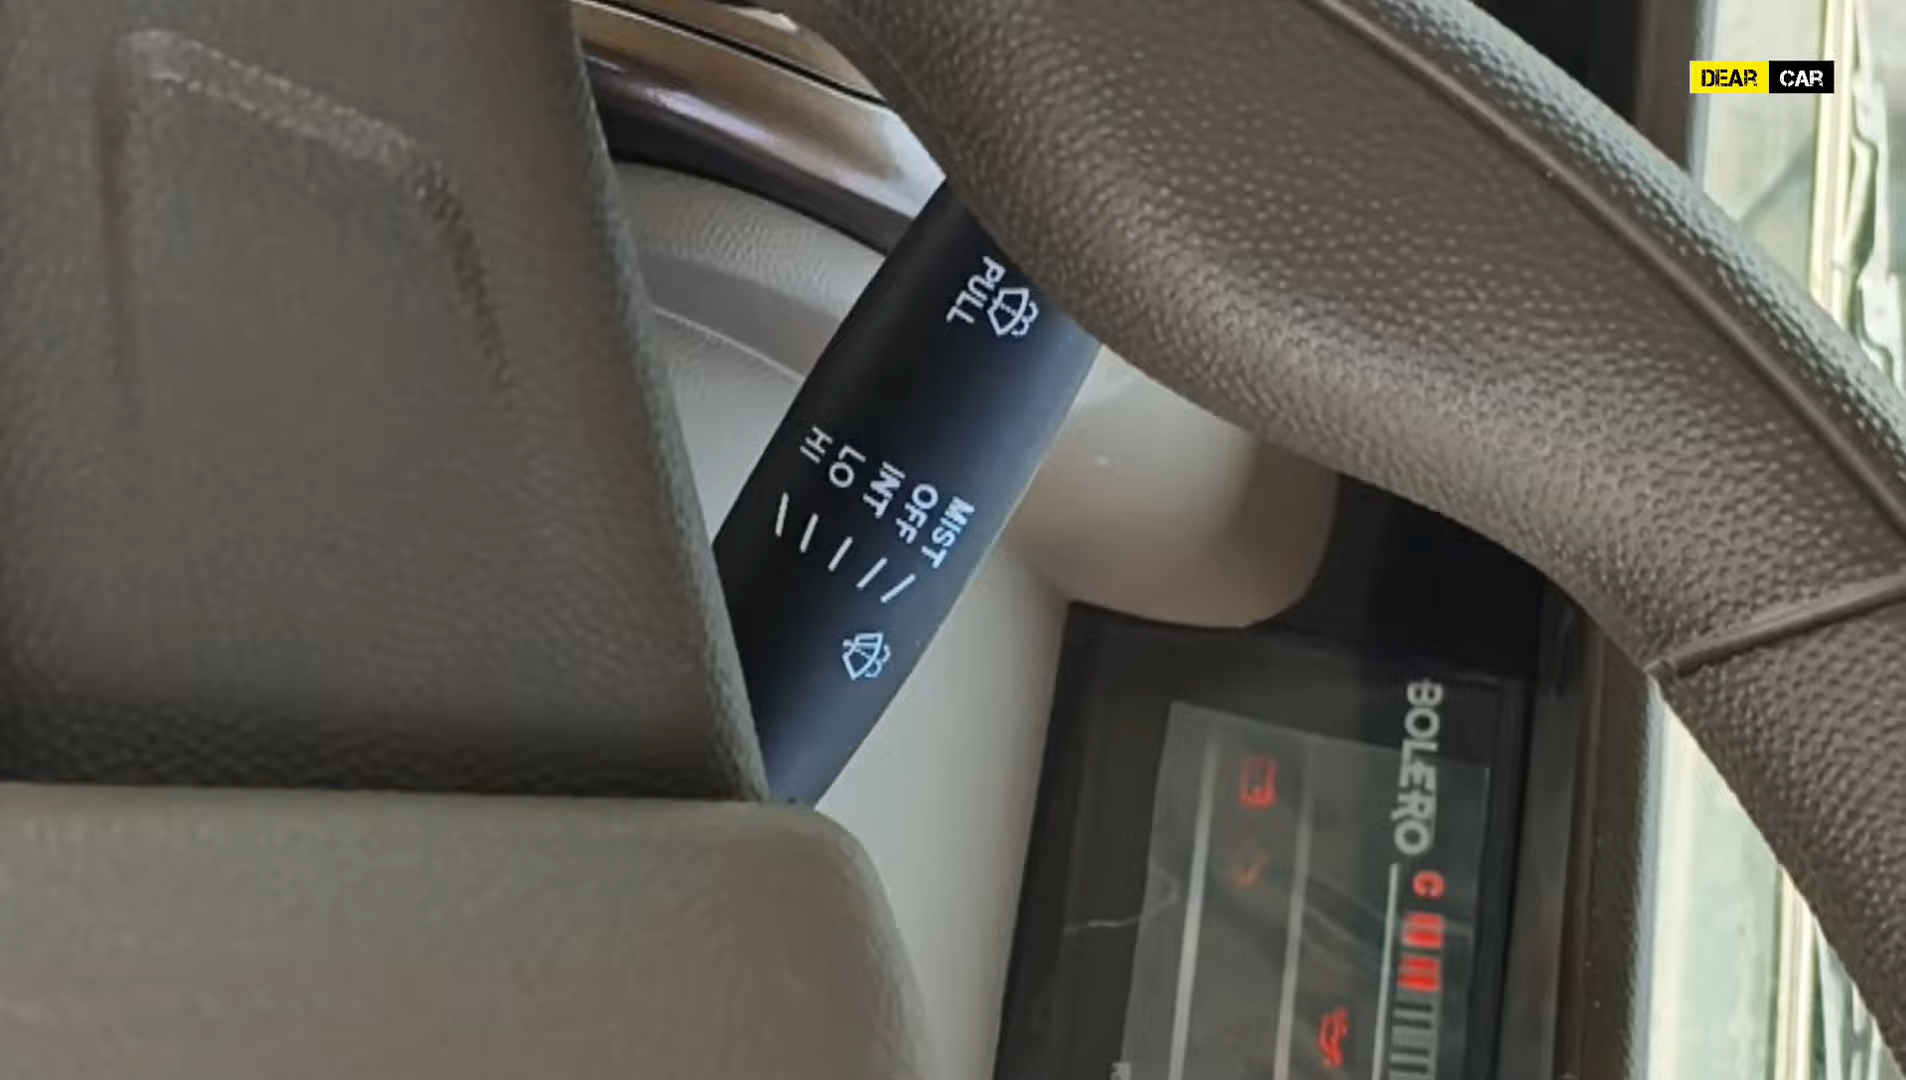 DEAR CAR
PULL
MIST
OFF
INT
LO
HI
BOLERO
C